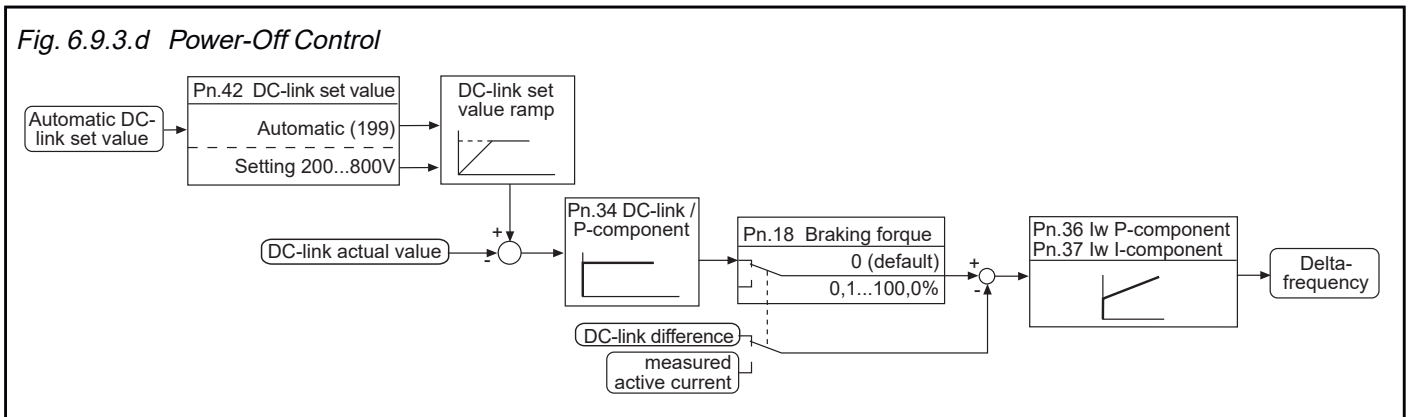 Fig. 6.9.3.d Power-Off Control
Automatic DC-
link set value
Pn.42 DC-link set value
Automatic (199)
Setting 200...800V
DC-link set
value ramp
DC-link actual value
+
-
Pn.34 DC-link /
P-component
Pn.18 Braking forque
0 (default)
0,1...100,0%
DC-link difference
measured
active current
+
-
Pn.36 Iw P-component
Pn.37 Iw I-component
Delta-
frequency